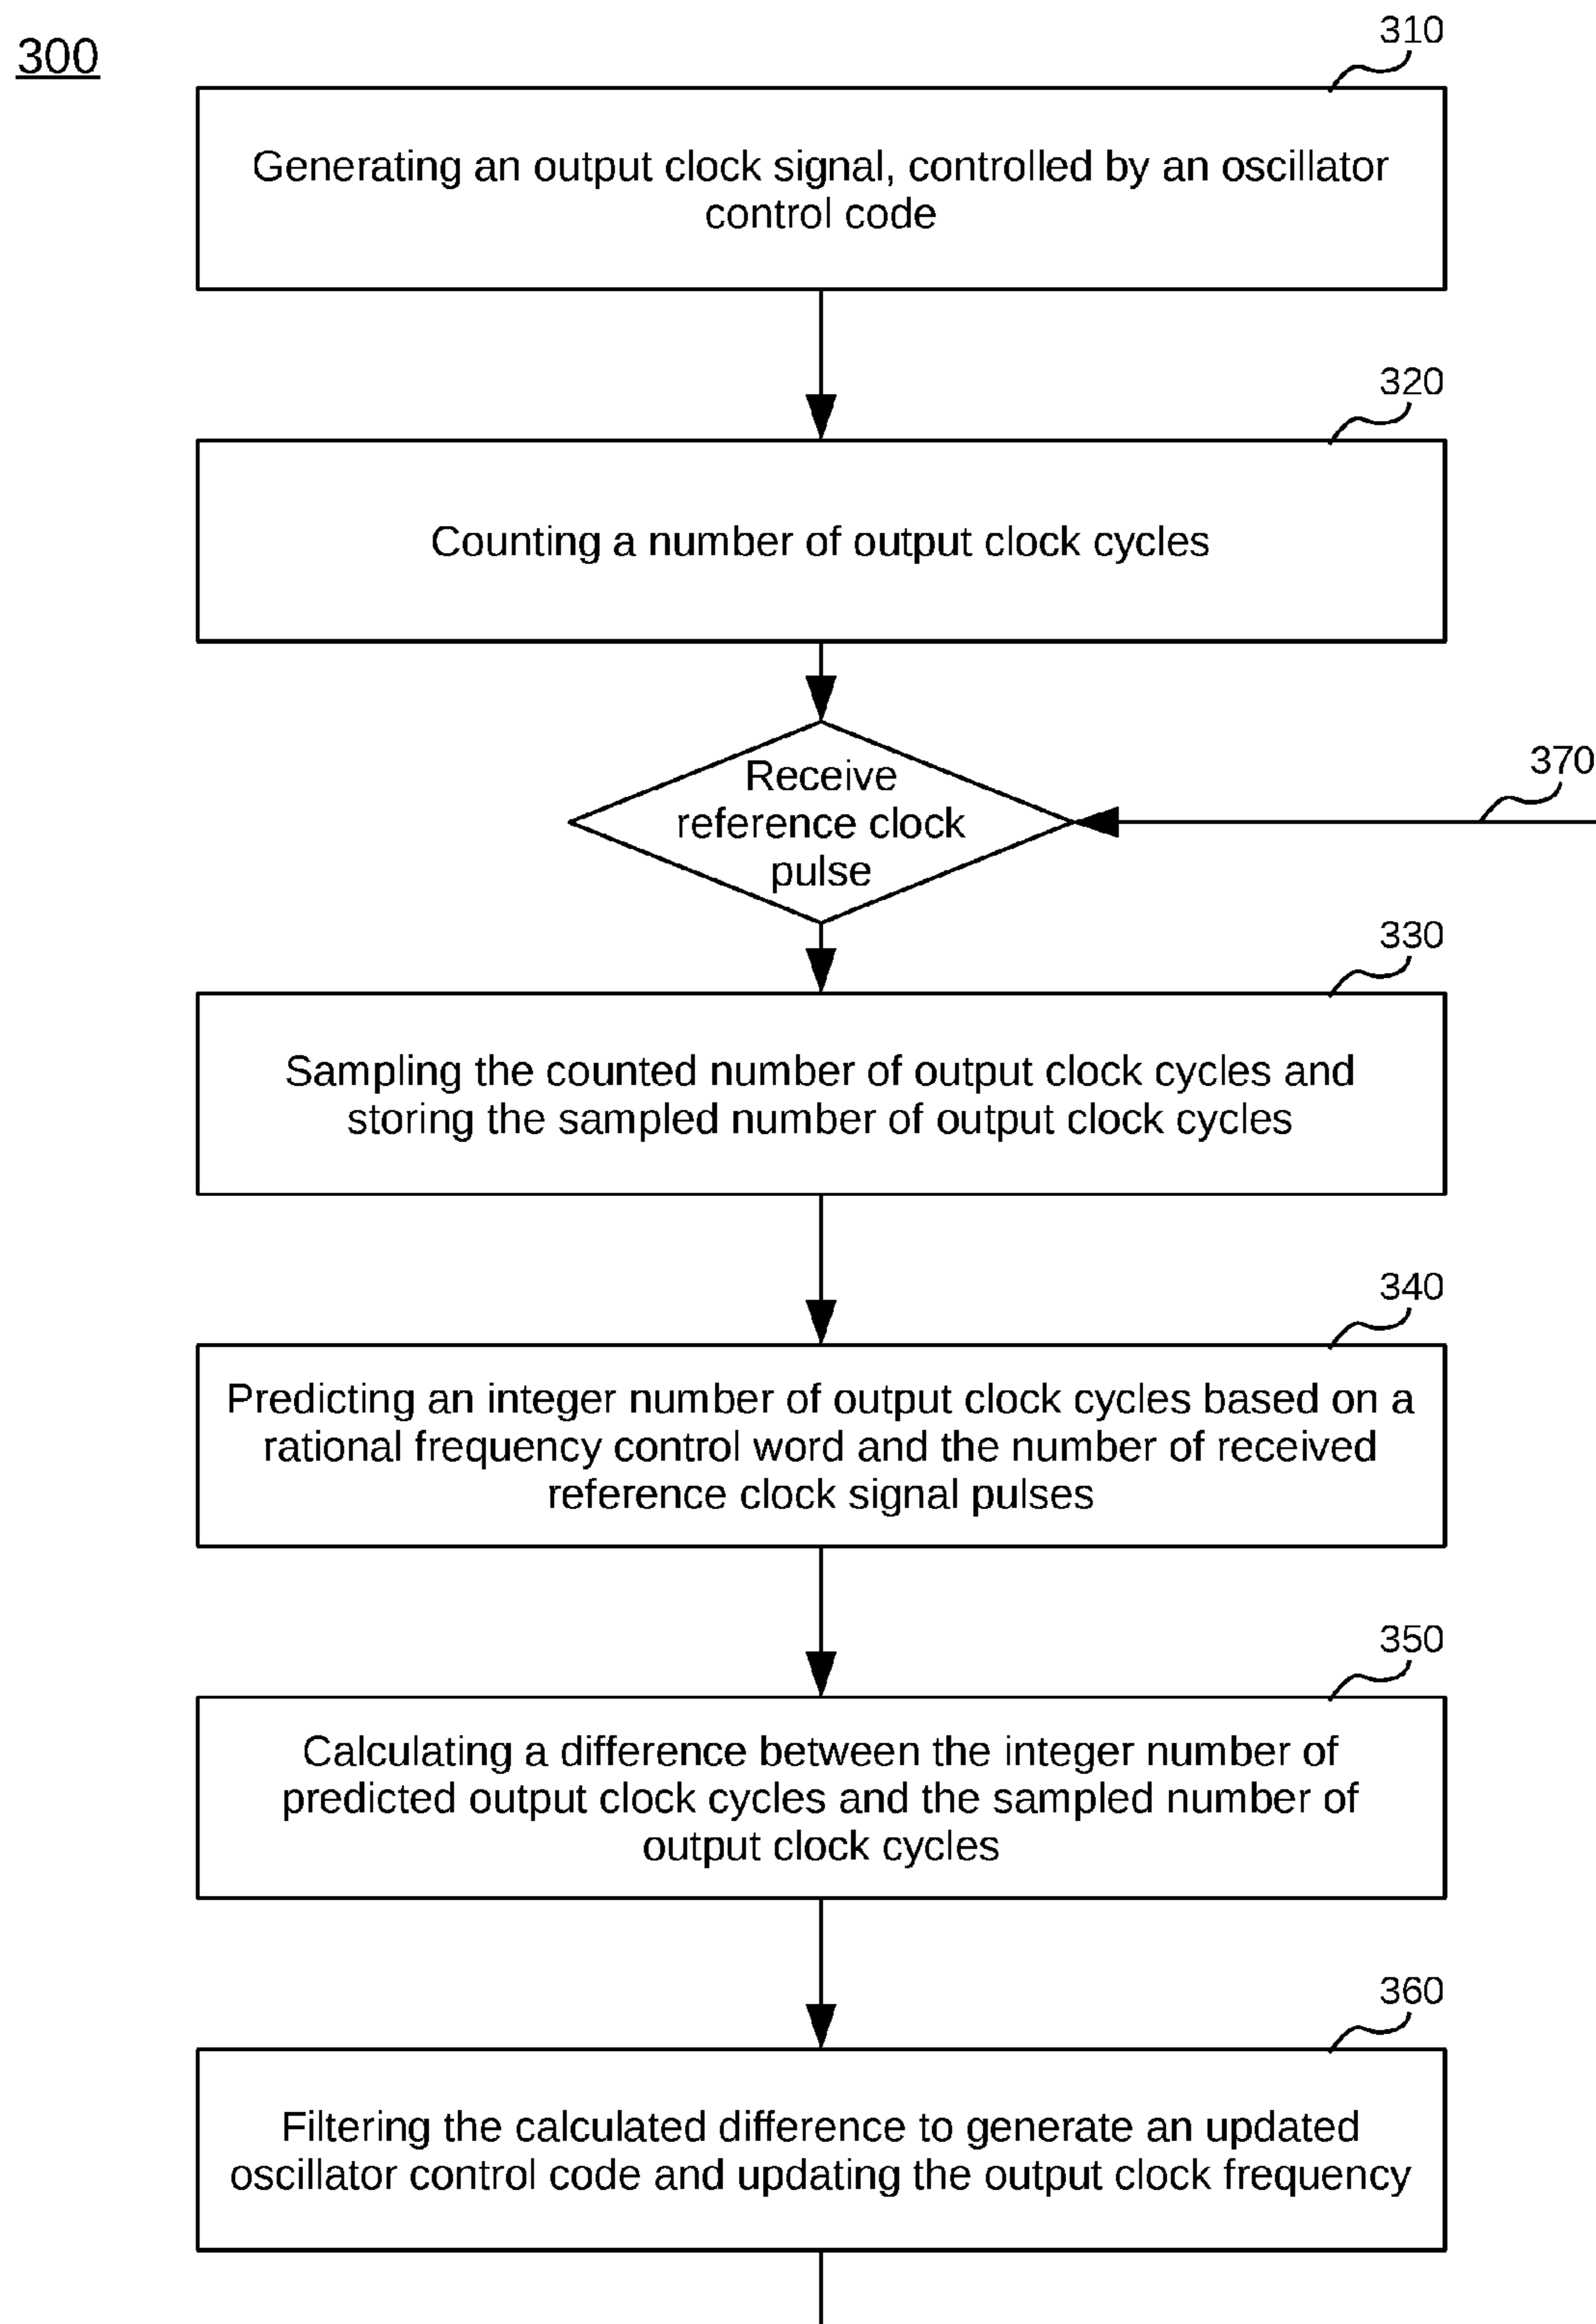 300
310
Generating an output clock signal, controlled by an oscillator
control code
320
Counting a number of output clock cycles
Receive
reference clock
pulse
370
330
Sampling the counted number of output clock cycles and
storing the sampled number of output clock cycles
340
Predicting an integer number of output clock cycles based on a
rational frequency control word and the number of received
reference clock signal pulses
350
Calculating a difference between the integer number of
predicted output clock cycles and the sampled number of
output clock cycles
360
Filtering the calculated difference to generate an updated
oscillator control code and updating the output clock frequency